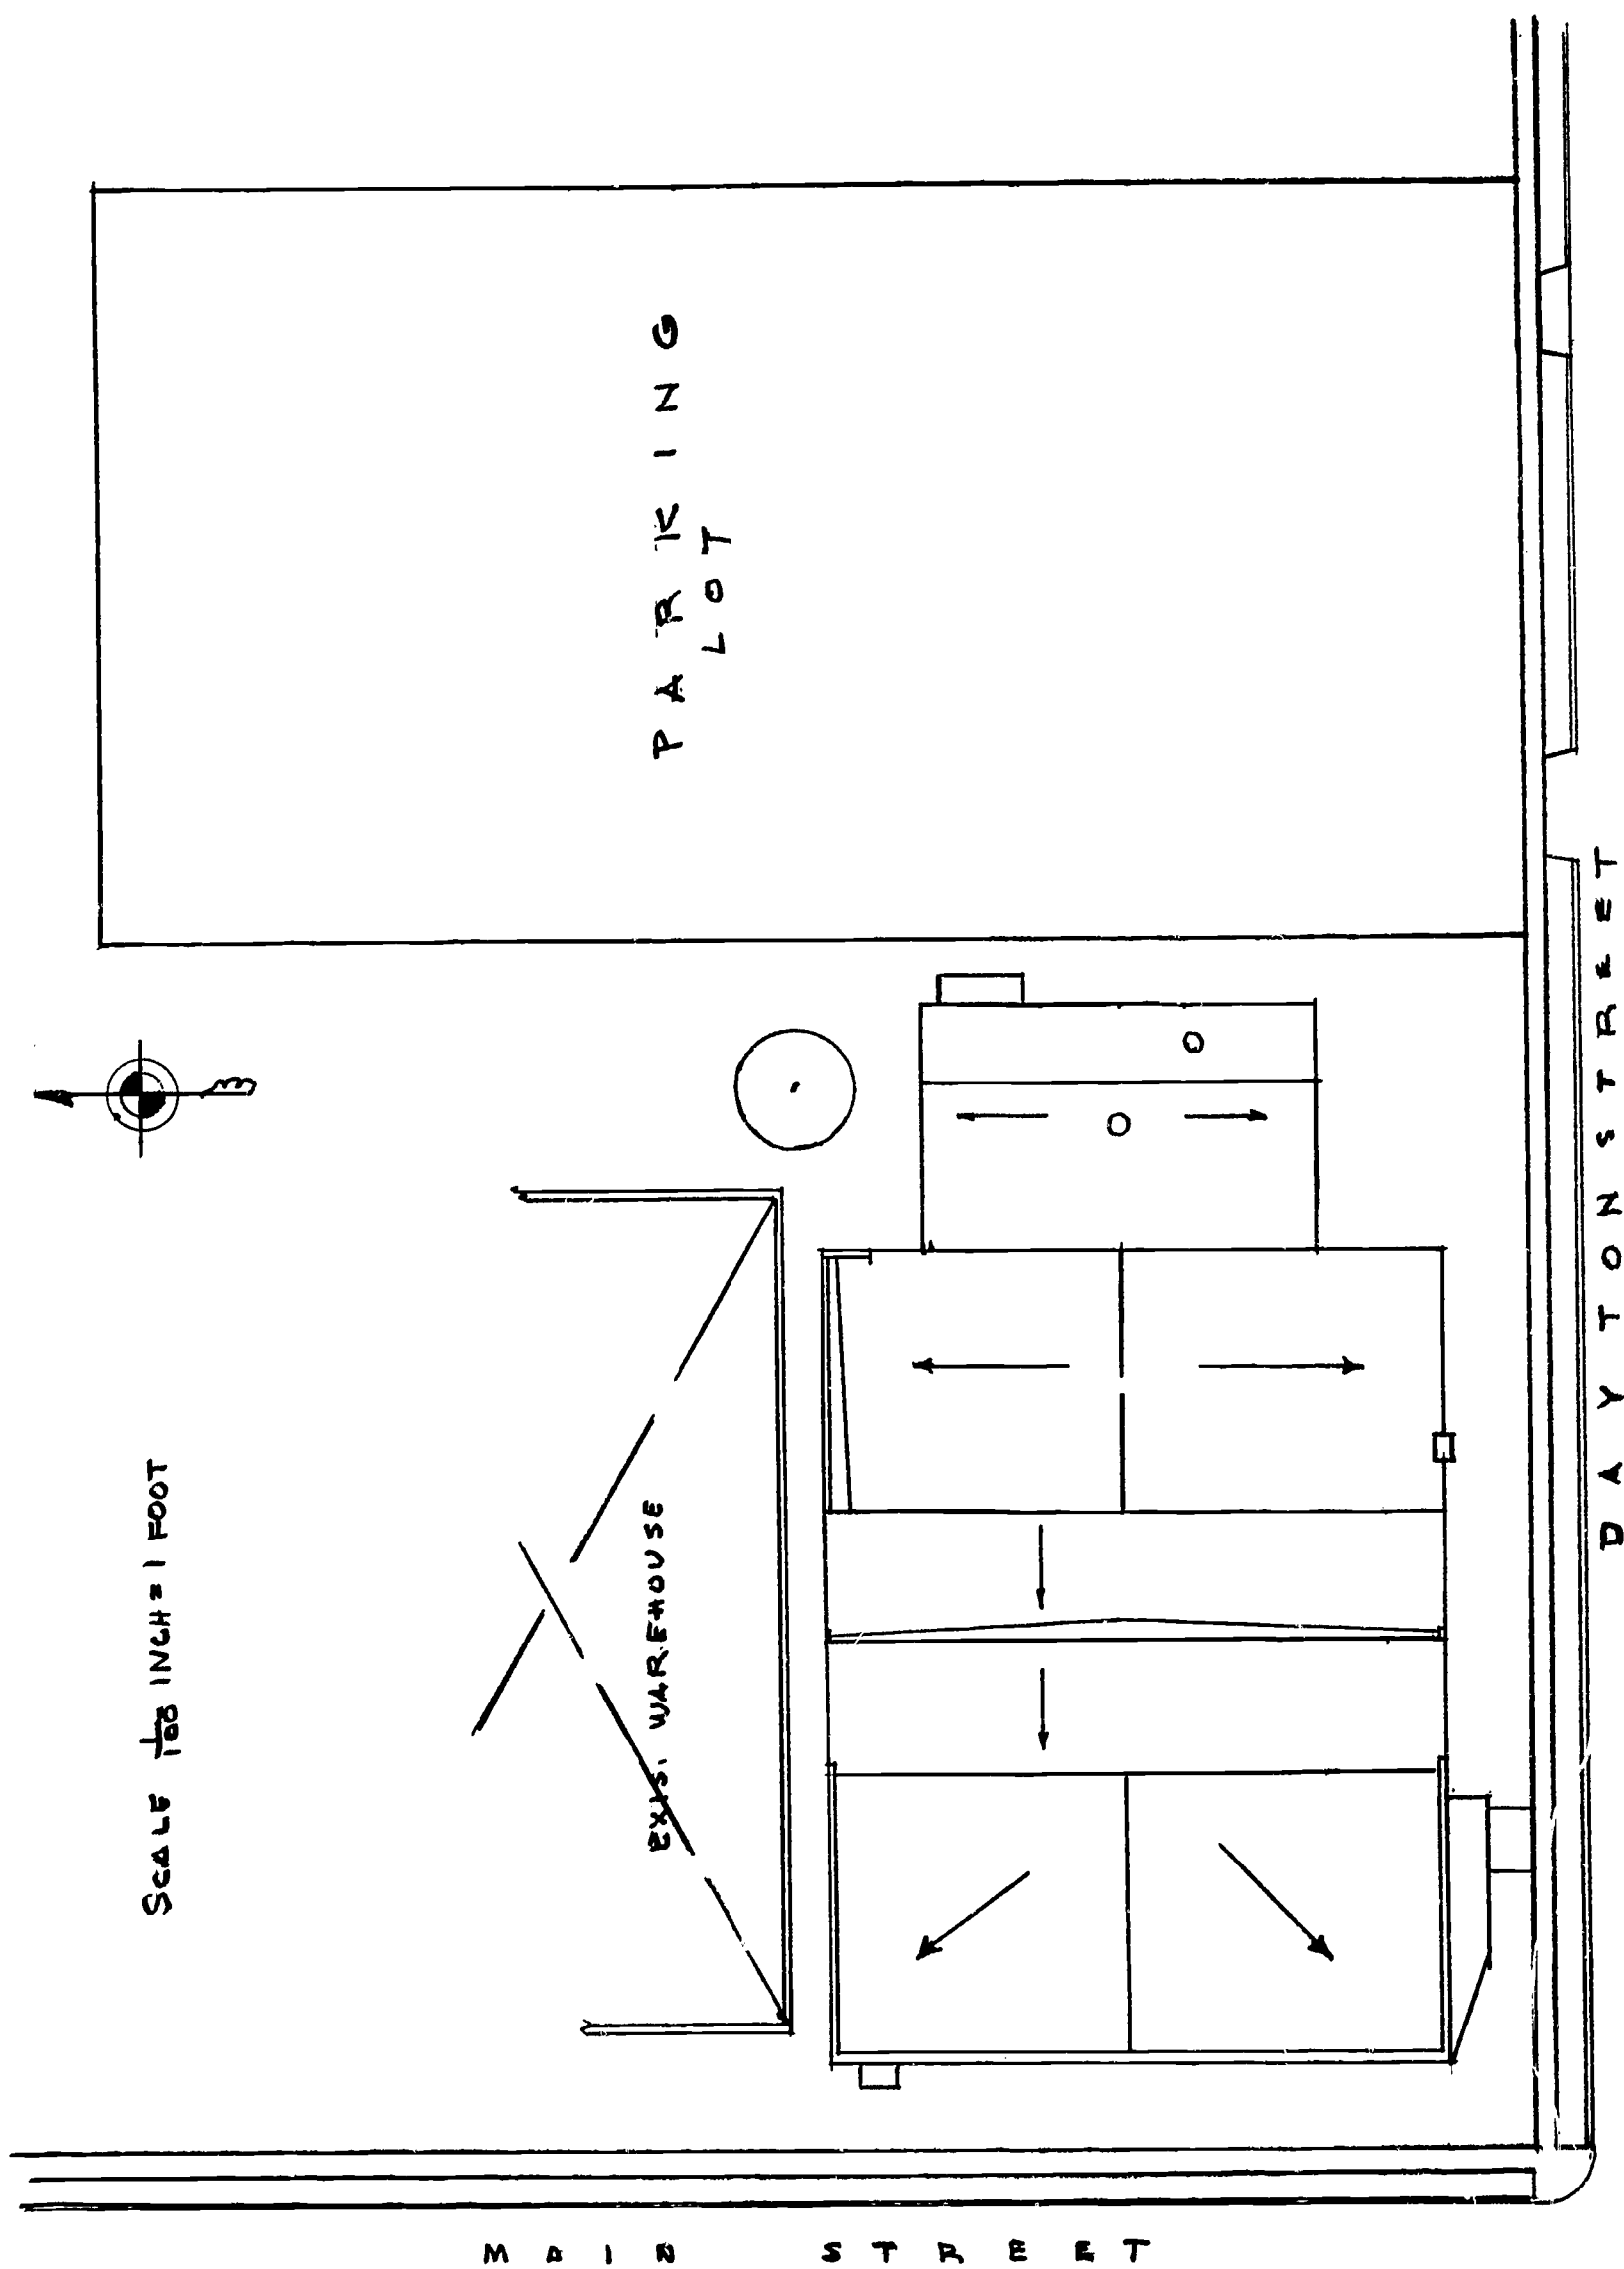 PARKING
LOT
SCALE 1/100 INCH = 1 FOOT
EXIS. WAREHOUSE
DAYTON STREET
MAIN STREET